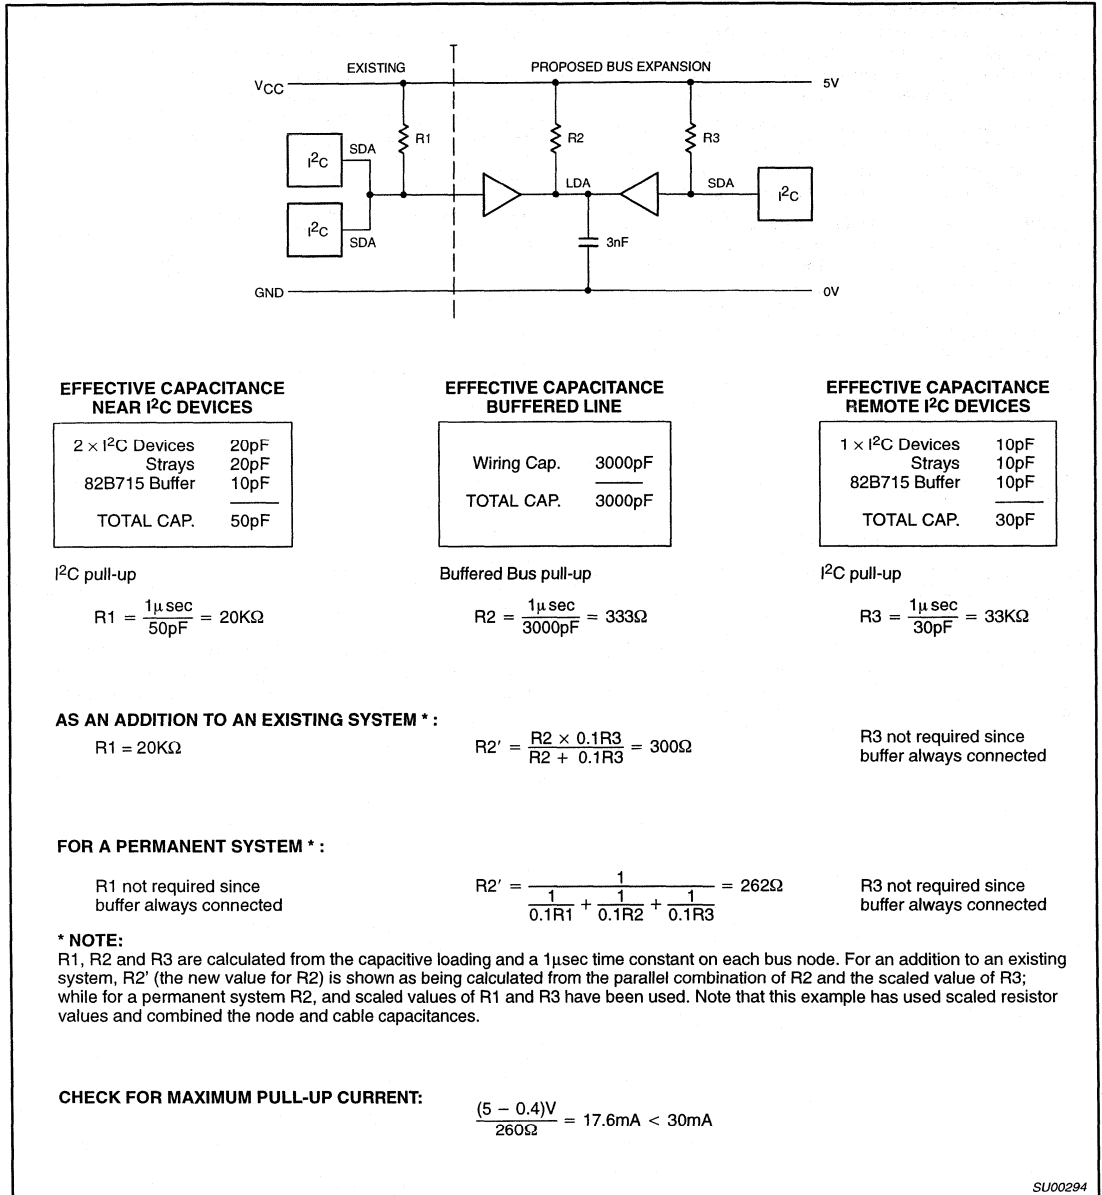 EXISTING
PROPOSED BUS EXPANSION
VCC
5V
R1
R2
R3
I²C
SDA
LDA
SDA
I²C
I²C
SDA
3nF
GND
0V
EFFECTIVE CAPACITANCE
NEAR I²C DEVICES
2 × I²C Devices 20pF
Strays 20pF
82B715 Buffer 10pF
TOTAL CAP. 50pF
EFFECTIVE CAPACITANCE
BUFFERED LINE
Wiring Cap. 3000pF
TOTAL CAP. 3000pF
EFFECTIVE CAPACITANCE
REMOTE I²C DEVICES
1 × I²C Devices 10pF
Strays 10pF
82B715 Buffer 10pF
TOTAL CAP. 30pF
I²C pull-up
R1 = 1µ sec / 50pF = 20KΩ
Buffered Bus pull-up
R2 = 1µ sec / 3000pF = 333Ω
I²C pull-up
R3 = 1µ sec / 30pF = 33KΩ
AS AN ADDITION TO AN EXISTING SYSTEM * :
R1 = 20KΩ
R2′ = R2 × 0.1R3 / R2 + 0.1R3 = 300Ω
R3 not required since
buffer always connected
FOR A PERMANENT SYSTEM * :
R1 not required since
buffer always connected
R2′ = 1 / 1/0.1R1 + 1/0.1R2 + 1/0.1R3 = 262Ω
R3 not required since
buffer always connected
* NOTE:
R1, R2 and R3 are calculated from the capacitive loading and a 1µsec time constant on each bus node. For an addition to an existing
system, R2' (the new value for R2) is shown as being calculated from the parallel combination of R2 and the scaled value of R3;
while for a permanent system R2, and scaled values of R1 and R3 have been used. Note that this example has used scaled resistor
values and combined the node and cable capacitances.
CHECK FOR MAXIMUM PULL-UP CURRENT:
(5 – 0.4)V / 260Ω = 17.6mA < 30mA
SU00294